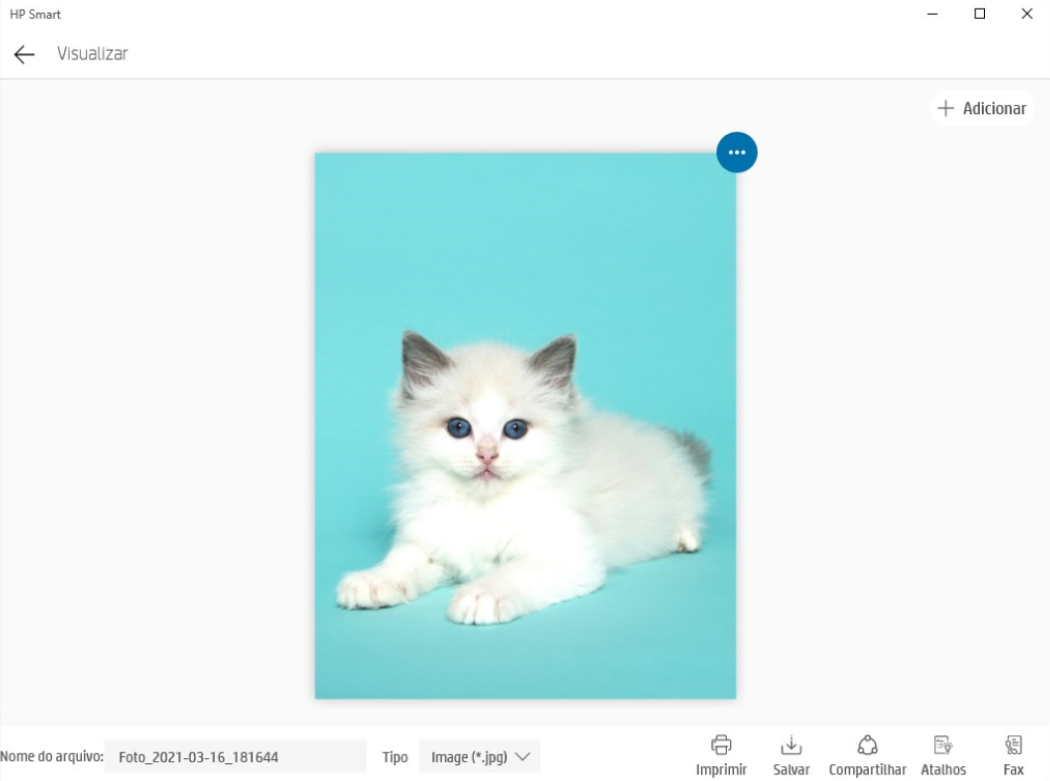 HP Smart
Visualizar
Adicionar
Nome do arquivo: Foto_2021-03-16_181644 Tipo Image (*.jpg)
Imprimir Salvar Compartilhar Atalhos Fax